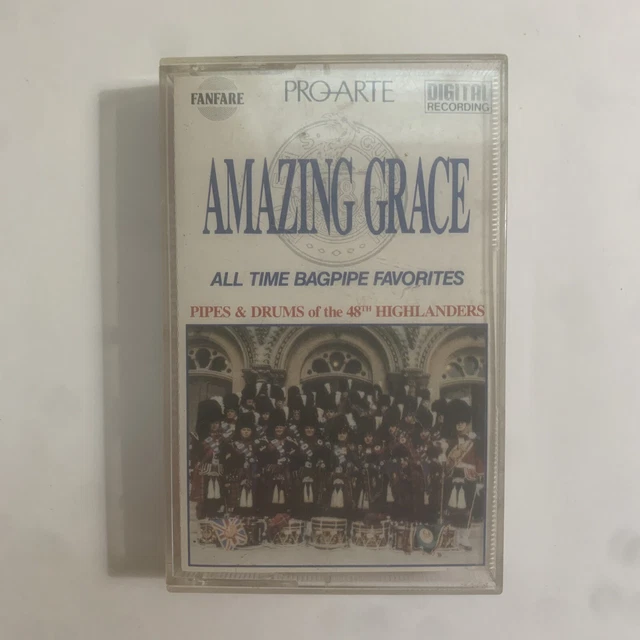 FANFARE
PRO-ARTE
DIGITAL
RECORDING
AMAZING GRACE
ALL TIME BAGPIPE FAVORITES
PIPES & DRUMS of the 48TH HIGHLANDERS